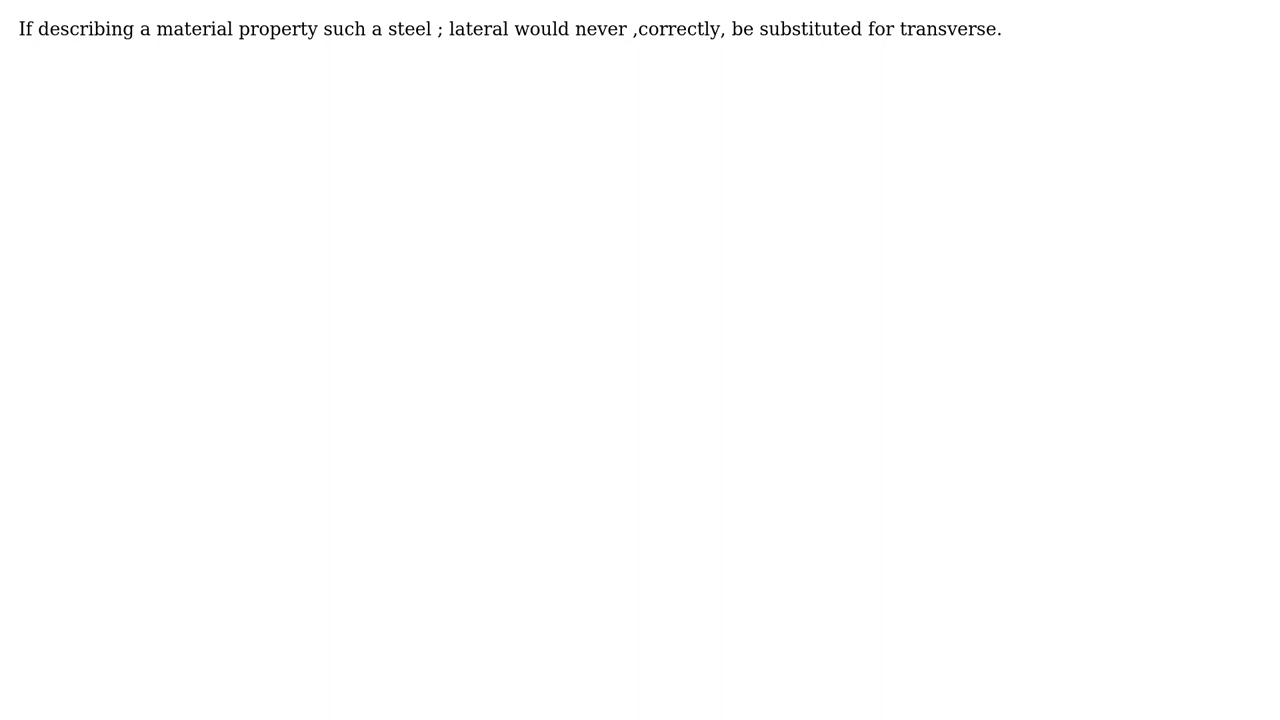 If describing a material property such a steel ; lateral would never ,correctly, be substituted for transverse.